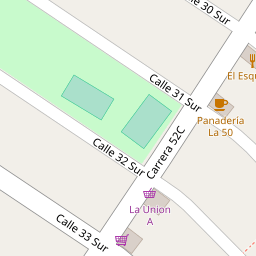 Calle 30 Sur
Calle 31 Sur
El Esqu
Panaderia
La 50
Carrera 52C
Calle 32 Sur
La Union
A
Calle 33 Sur